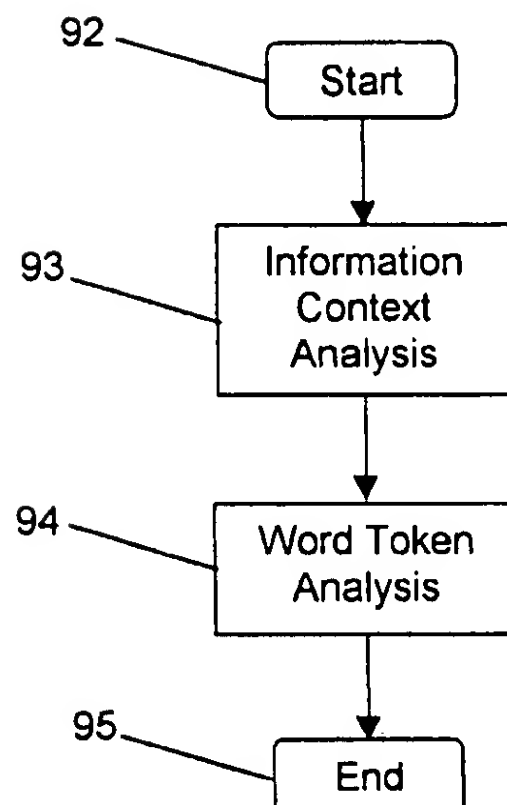 92
Start
93
Information
Context
Analysis
94
Word Token
Analysis
95
End